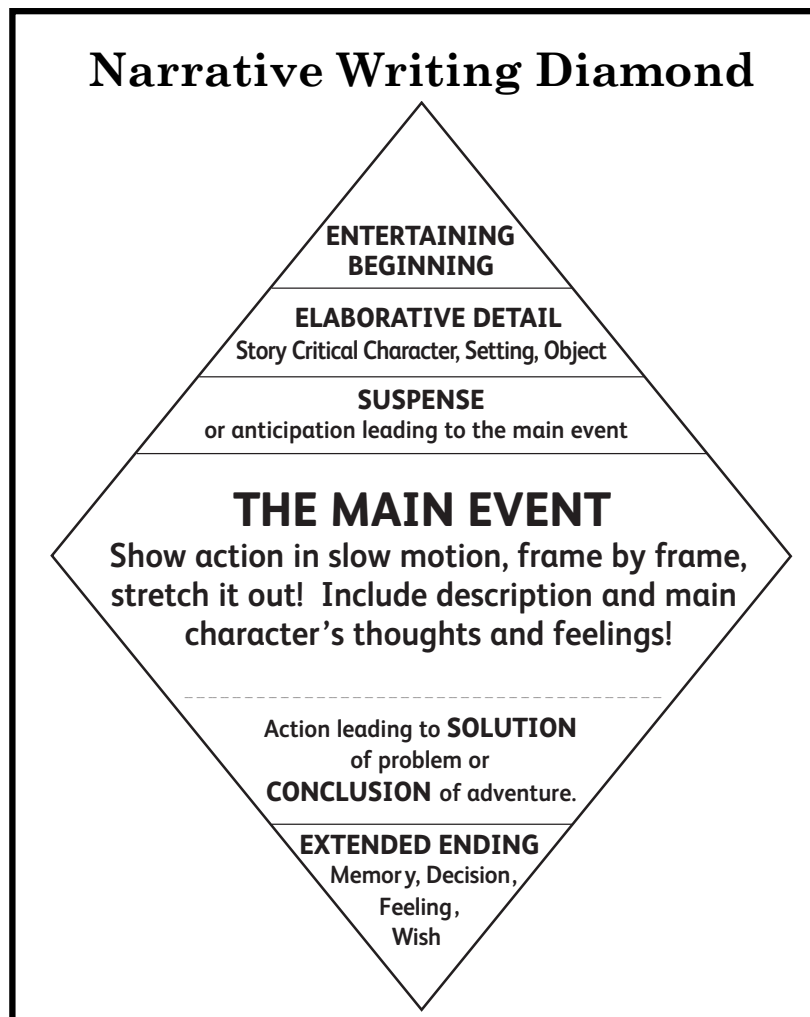 Narrative Writing Diamond
ENTERTAINING
BEGINNING
ELABORATIVE DETAIL
Story Critical Character, Setting, Object
SUSPENSE
or anticipation leading to the main event
THE MAIN EVENT
Show action in slow motion, frame by frame,
stretch it out! Include description and main
character's thoughts and feelings!
Action leading to SOLUTION
of problem or
CONCLUSION of adventure.
EXTENDED ENDING
Memory, Decision,
Feeling,
Wish